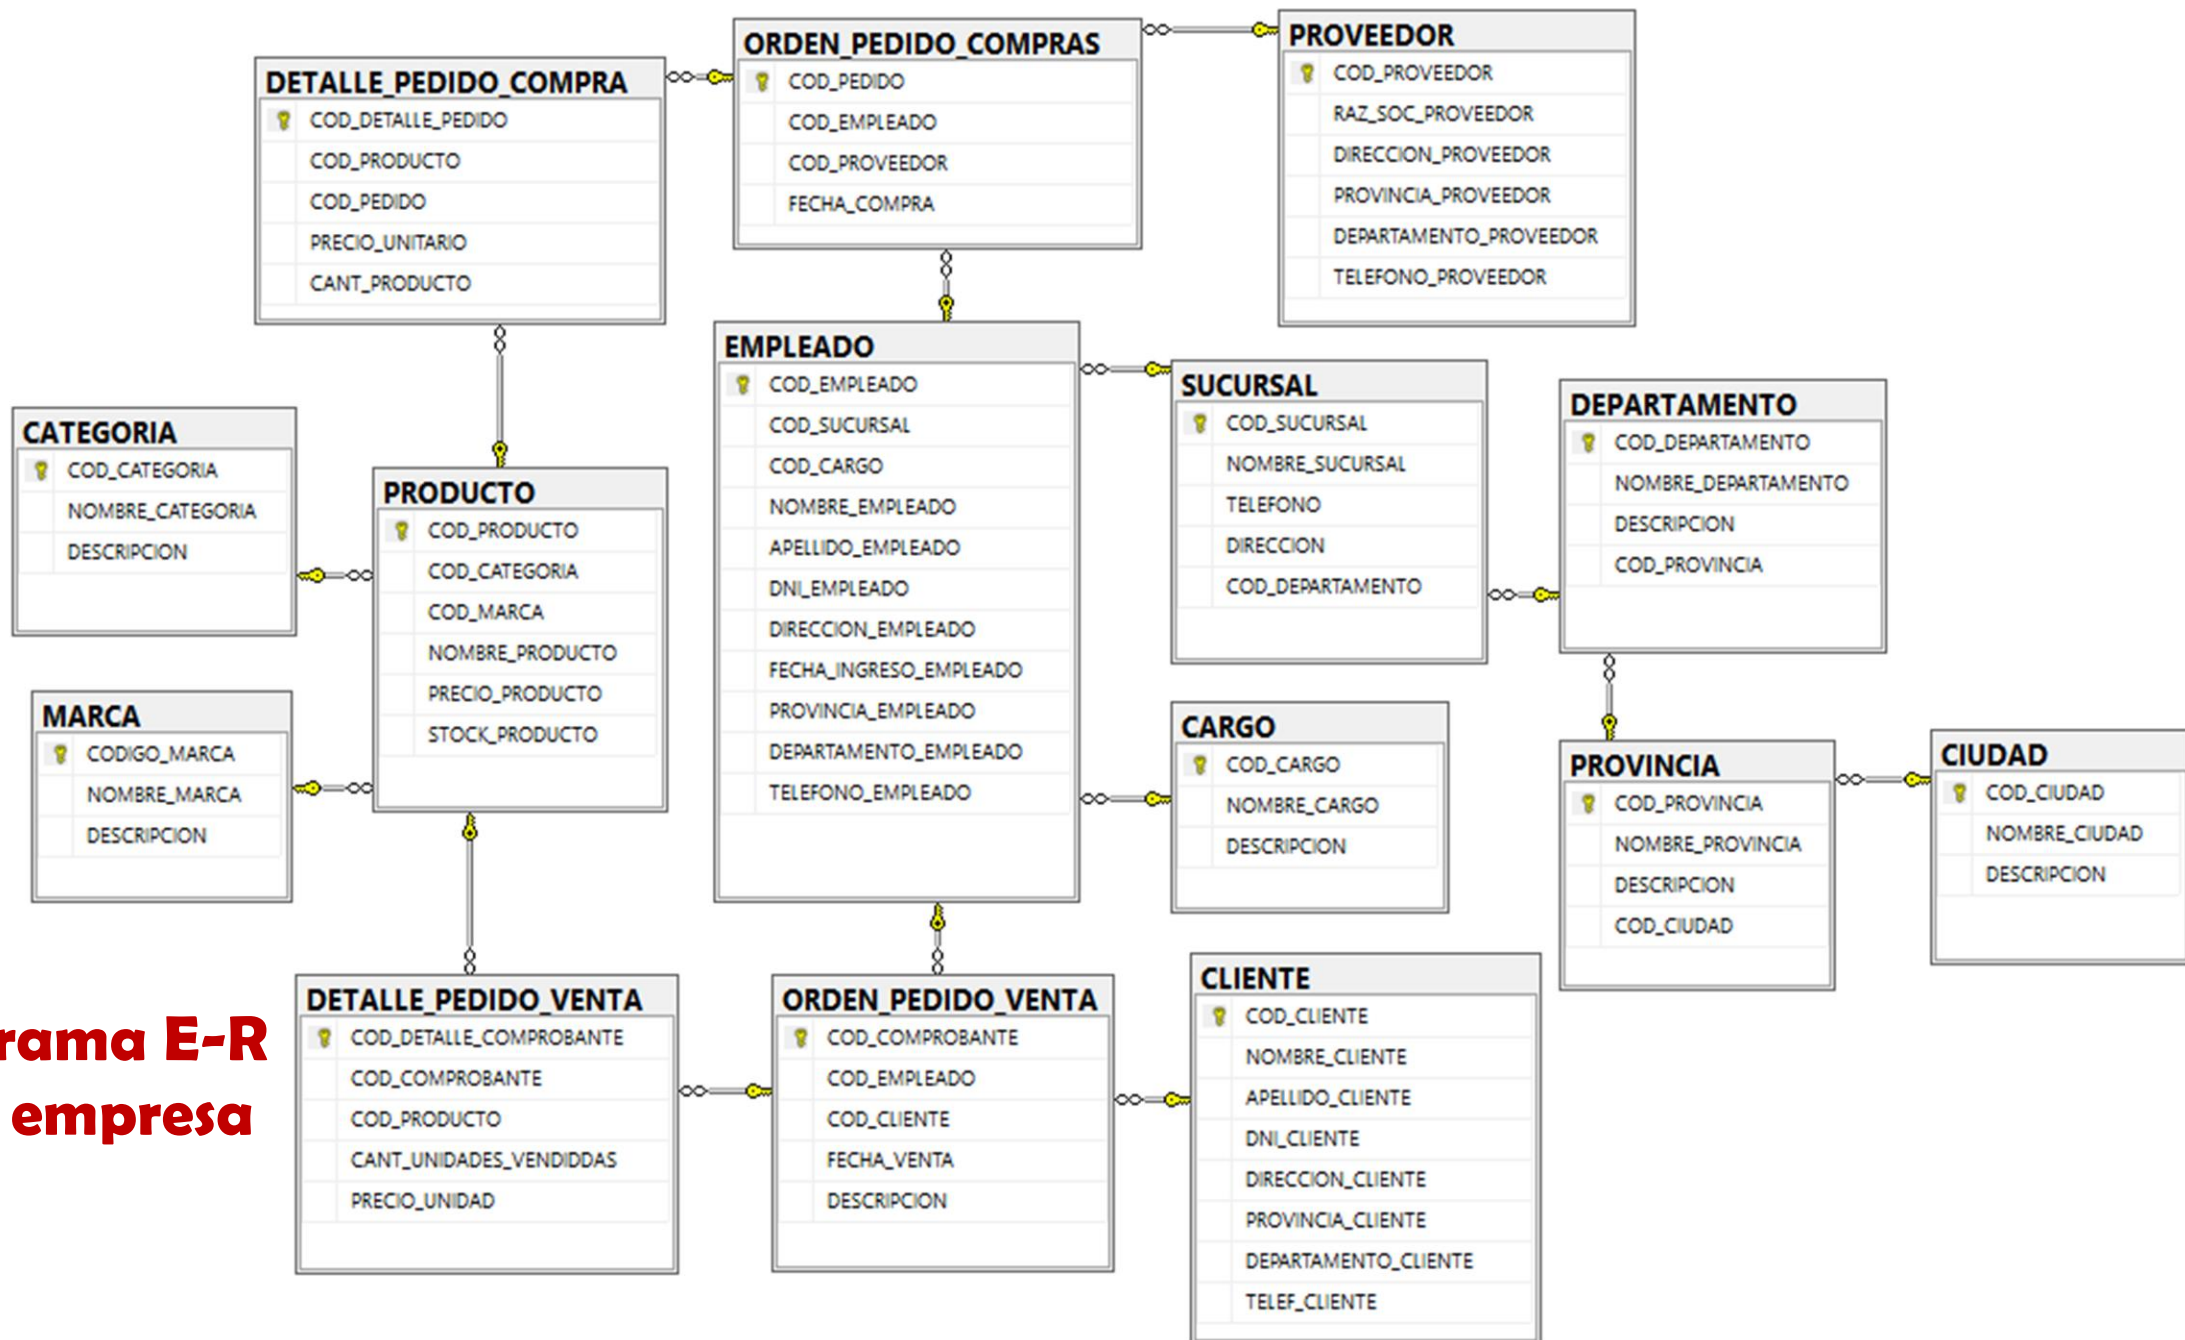 DETALLE_PEDIDO_COMPRA
COD_DETALLE_PEDIDO
COD_PRODUCTO
COD_PEDIDO
PRECIO_UNITARIO
CANT_PRODUCTO
ORDEN_PEDIDO_COMPRAS
COD_PEDIDO
COD_EMPLEADO
COD_PROVEEDOR
FECHA_COMPRA
PROVEEDOR
COD_PROVEEDOR
RAZ_SOC_PROVEEDOR
DIRECCION_PROVEEDOR
PROVINCIA_PROVEEDOR
DEPARTAMENTO_PROVEEDOR
TELEFONO_PROVEEDOR
CATEGORIA
COD_CATEGORIA
NOMBRE_CATEGORIA
DESCRIPCION
PRODUCTO
COD_PRODUCTO
COD_CATEGORIA
COD_MARCA
NOMBRE_PRODUCTO
PRECIO_PRODUCTO
STOCK_PRODUCTO
EMPLEADO
COD_EMPLEADO
COD_SUCURSAL
COD_CARGO
NOMBRE_EMPLEADO
APELLIDO_EMPLEADO
DNI_EMPLEADO
DIRECCION_EMPLEADO
FECHA_INGRESO_EMPLEADO
PROVINCIA_EMPLEADO
DEPARTAMENTO_EMPLEADO
TELEFONO_EMPLEADO
SUCURSAL
COD_SUCURSAL
NOMBRE_SUCURSAL
TELEFONO
DIRECCION
COD_DEPARTAMENTO
DEPARTAMENTO
COD_DEPARTAMENTO
NOMBRE_DEPARTAMENTO
DESCRIPCION
COD_PROVINCIA
MARCA
CODIGO_MARCA
NOMBRE_MARCA
DESCRIPCION
CARGO
COD_CARGO
NOMBRE_CARGO
DESCRIPCION
PROVINCIA
COD_PROVINCIA
NOMBRE_PROVINCIA
DESCRIPCION
COD_CIUDAD
CIUDAD
COD_CIUDAD
NOMBRE_CIUDAD
DESCRIPCION
rama E-R
empresa
DETALLE_PEDIDO_VENTA
COD_DETALLE_COMPROBANTE
COD_COMPROBANTE
COD_PRODUCTO
CANT_UNIDADES_VENDIDDAS
PRECIO_UNIDAD
ORDEN_PEDIDO_VENTA
COD_COMPROBANTE
COD_EMPLEADO
COD_CLIENTE
FECHA_VENTA
DESCRIPCION
CLIENTE
COD_CLIENTE
NOMBRE_CLIENTE
APELLIDO_CLIENTE
DNI_CLIENTE
DIRECCION_CLIENTE
PROVINCIA_CLIENTE
DEPARTAMENTO_CLIENTE
TELEF_CLIENTE